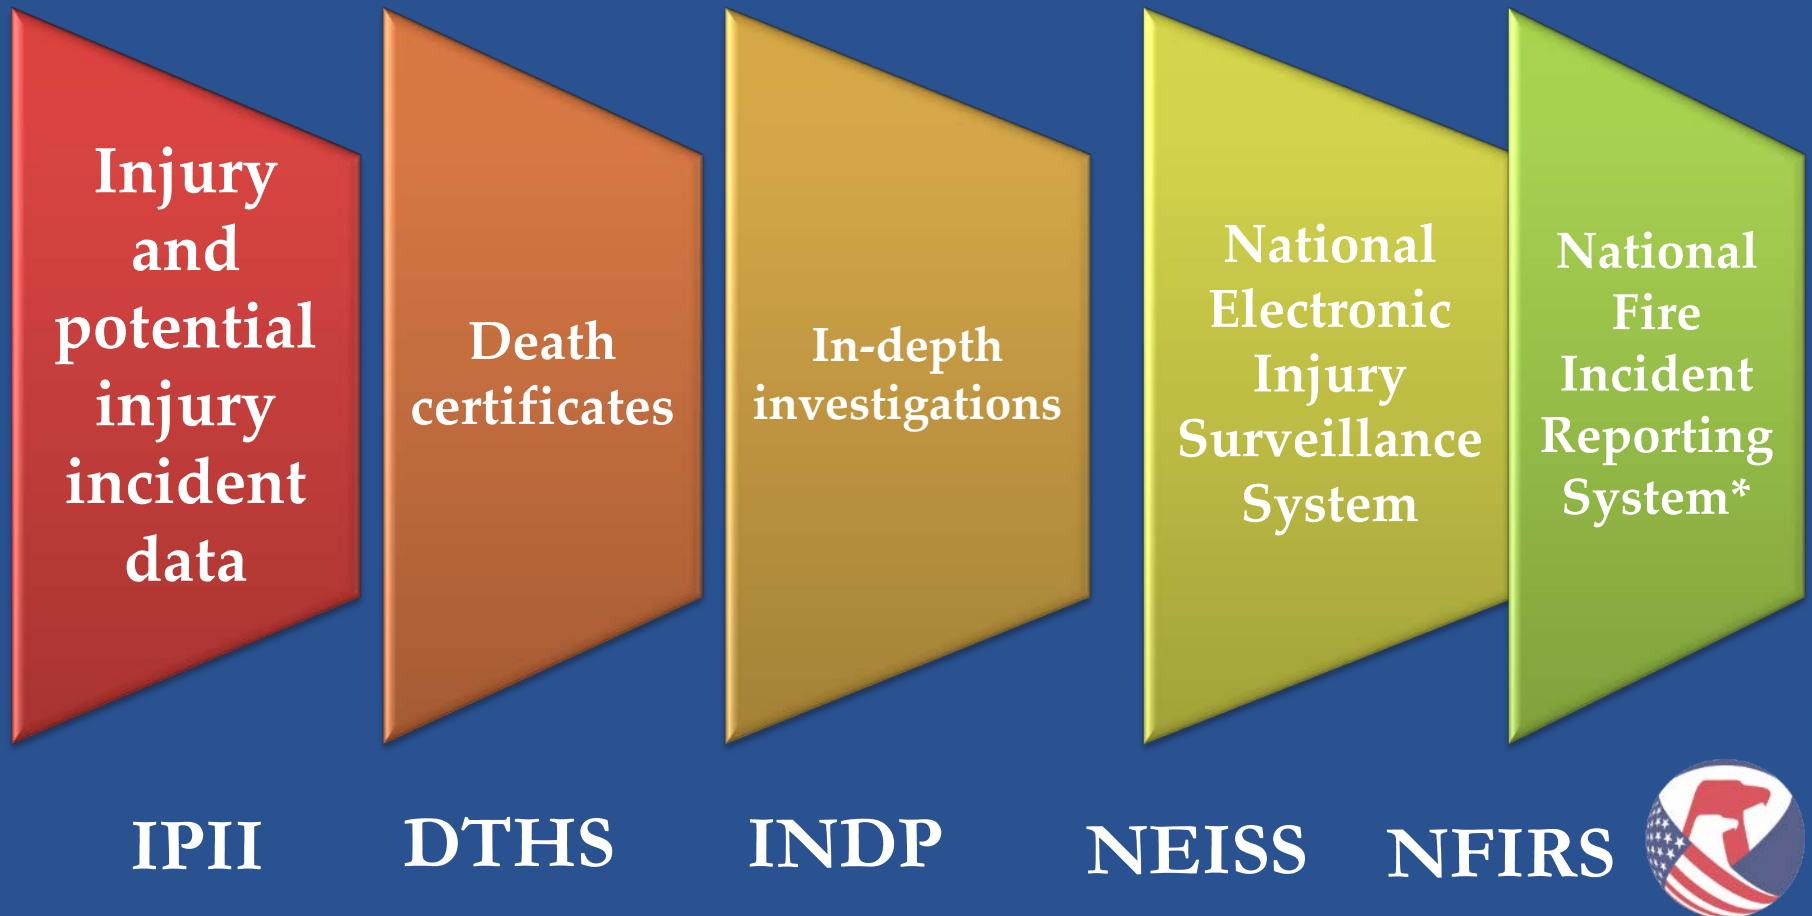 Injury
and
potential
injury
incident
data
Death
certificates
In-depth
investigations
National
Electronic
Injury
Surveillance
System
National
Fire
Incident
Reporting
System*
IPII
DTHS
INDP
NEISS
NFIRS